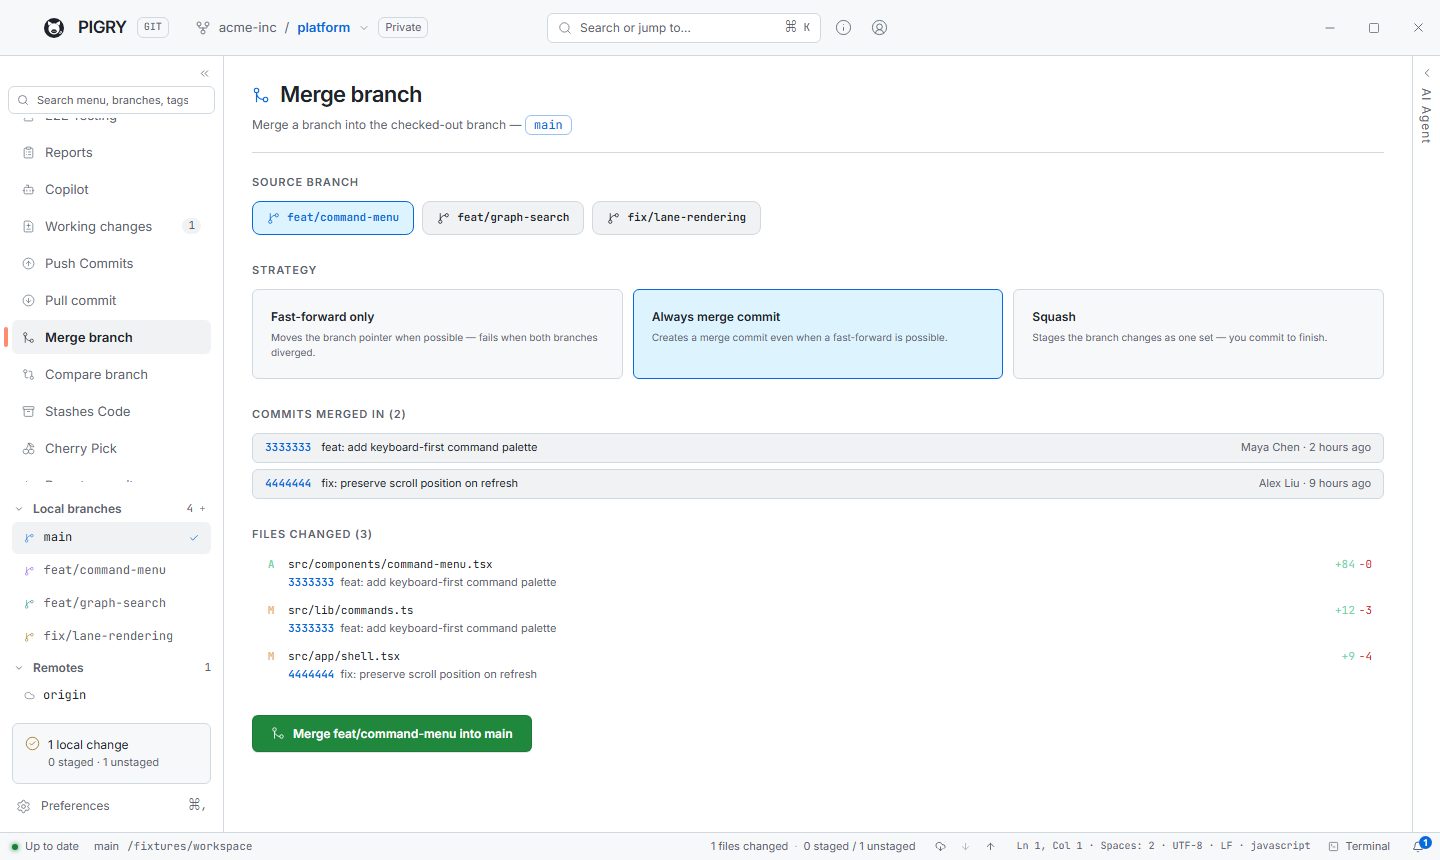 PIGRY GIT acme-inc / platform Private Search or jump to... ⌘ K
Search menu, branches, tags
E2E Testing
Reports
Copilot
Working changes 1
Push Commits
Pull commit
Merge branch
Compare branch
Stashes Code
Cherry Pick
Local branches 4 +
main
feat/command-menu
feat/graph-search
fix/lane-rendering
Remotes 1
origin
1 local change
0 staged · 1 unstaged
Preferences ⌘,
Merge branch
Merge a branch into the checked-out branch — main
SOURCE BRANCH
feat/command-menu feat/graph-search fix/lane-rendering
STRATEGY
Fast-forward only
Moves the branch pointer when possible — fails when both branches
diverged.
Always merge commit
Creates a merge commit even when a fast-forward is possible.
Squash
Stages the branch changes as one set — you commit to finish.
COMMITS MERGED IN (2)
3333333 feat: add keyboard-first command palette Maya Chen · 2 hours ago
4444444 fix: preserve scroll position on refresh Alex Liu · 9 hours ago
FILES CHANGED (3)
A src/components/command-menu.tsx +84 -0
3333333 feat: add keyboard-first command palette
M src/lib/commands.ts +12 -3
3333333 feat: add keyboard-first command palette
M src/app/shell.tsx +9 -4
4444444 fix: preserve scroll position on refresh
Merge feat/command-menu into main
AI Agent
Up to date main /fixtures/workspace 1 files changed · 0 staged / 1 unstaged Ln 1, Col 1 · Spaces: 2 · UTF-8 · LF · javascript Terminal 1